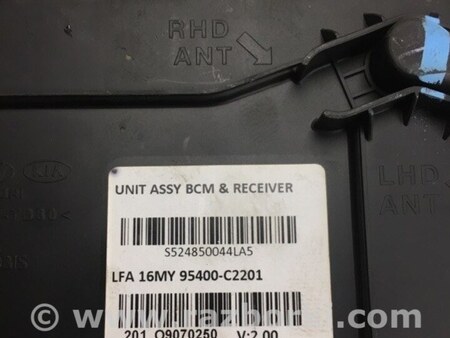 RHD
ANT
KIA
LHD
ANT
UNIT ASSY BCM & RECEIVER
S524850044LA5
LFA 16MY 95400-C2201
201 O9070250 V:2.00
© www.razborka.com